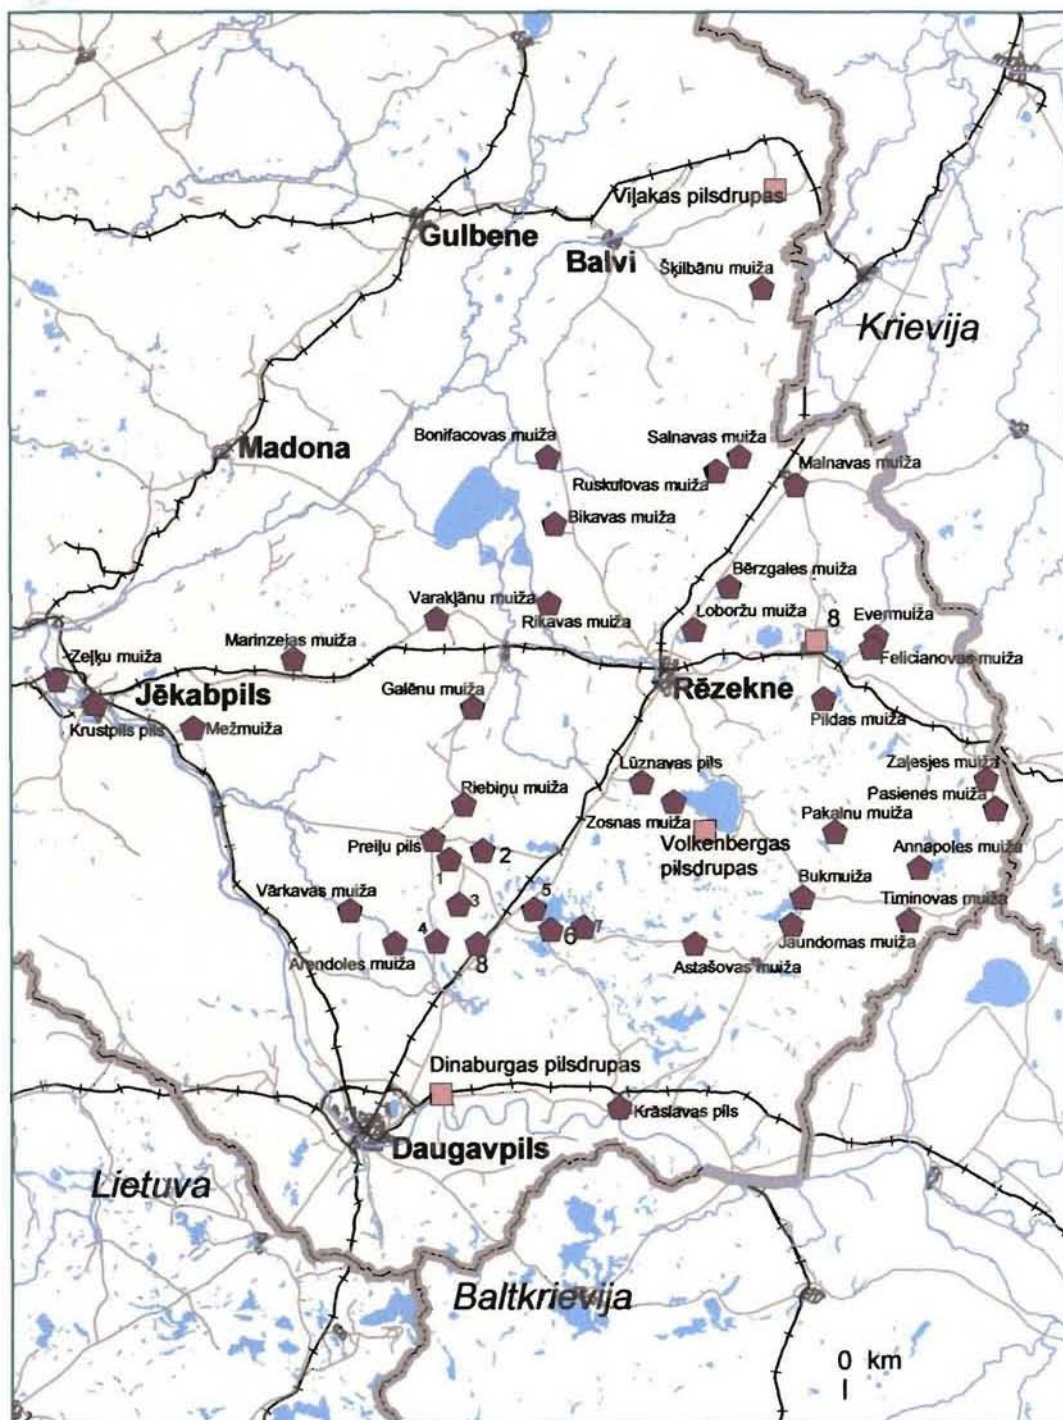 Viļakas pilsdrupas
Gulbene
Balvi
Šķilbānu muiža
Krievija
Bonifacovas muiža
Salnavas muiža
Madona
Malnavas muiža
Ruskulovas muiža
Bikavas muiža
Bērzgales muiža
Varakļānu muiža
Rikavas muiža
Loboržu muiža
8
Evermuiža
Marinzejas muiža
Felicianovas muiža
Zeļķu muiža
Jēkabpils
Galēnu muiža
Rēzekne
Krustpils pils
Mežmuiža
Pildas muiža
Lūznavas pils
Zaļesjes muiža
Riebiņu muiža
Pasienes muiža
Zosnas muiža
Pakalnu muiža
Preiļu pils
Volkenbergas
pilsdrupas
2
1
Annapoles muiža
Vārkavas muiža
Bukmuiža
5
3
Timinovas muiža
4
6
7
Jaundomas muiža
Arendoles muiža
8
Astašovas muiža
Dinaburgas pilsdrupas
Krāslavas pils
Daugavpils
Lietuva
Baltkrievija
0 km